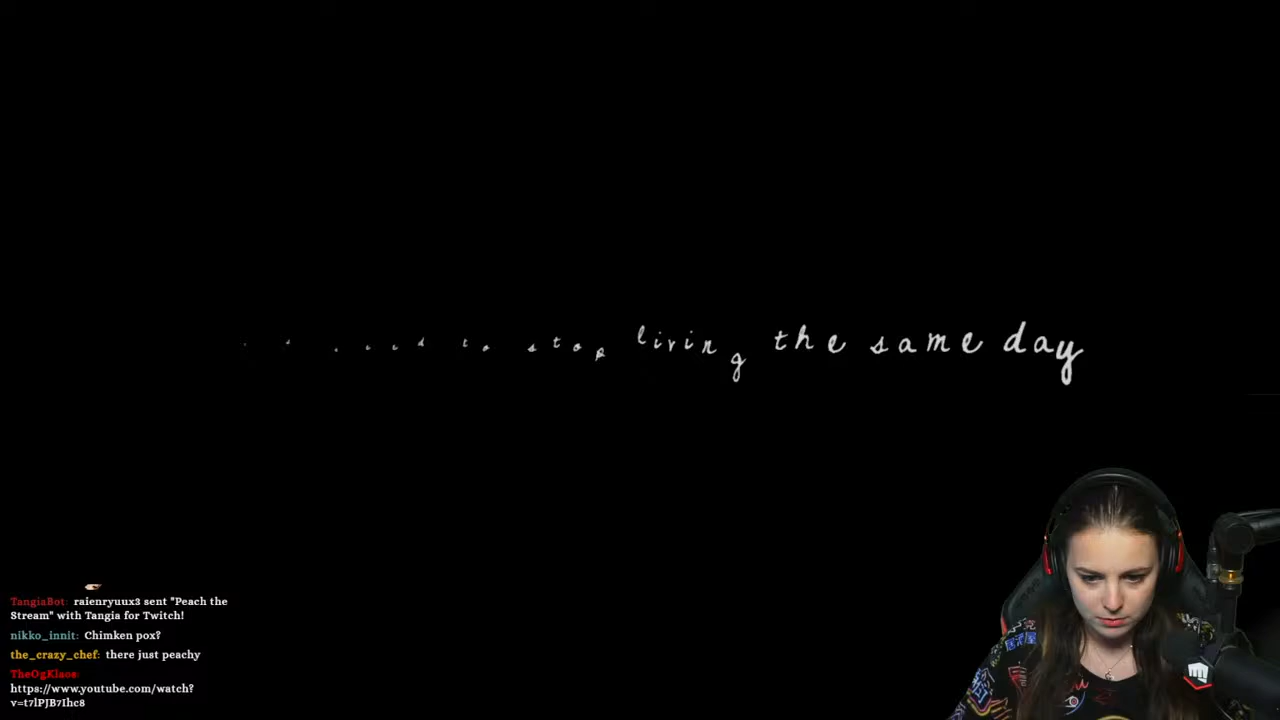 to stop living the same day
TangiaBot: raienryuux3 sent "Peach the
Stream" with Tangia for Twitch!
nikko_innit: Chimken pox?
the_crazy_chef: there just peachy
TheOgKlaos:
https://www.youtube.com/watch?
v=t7lPJB7Ihc8